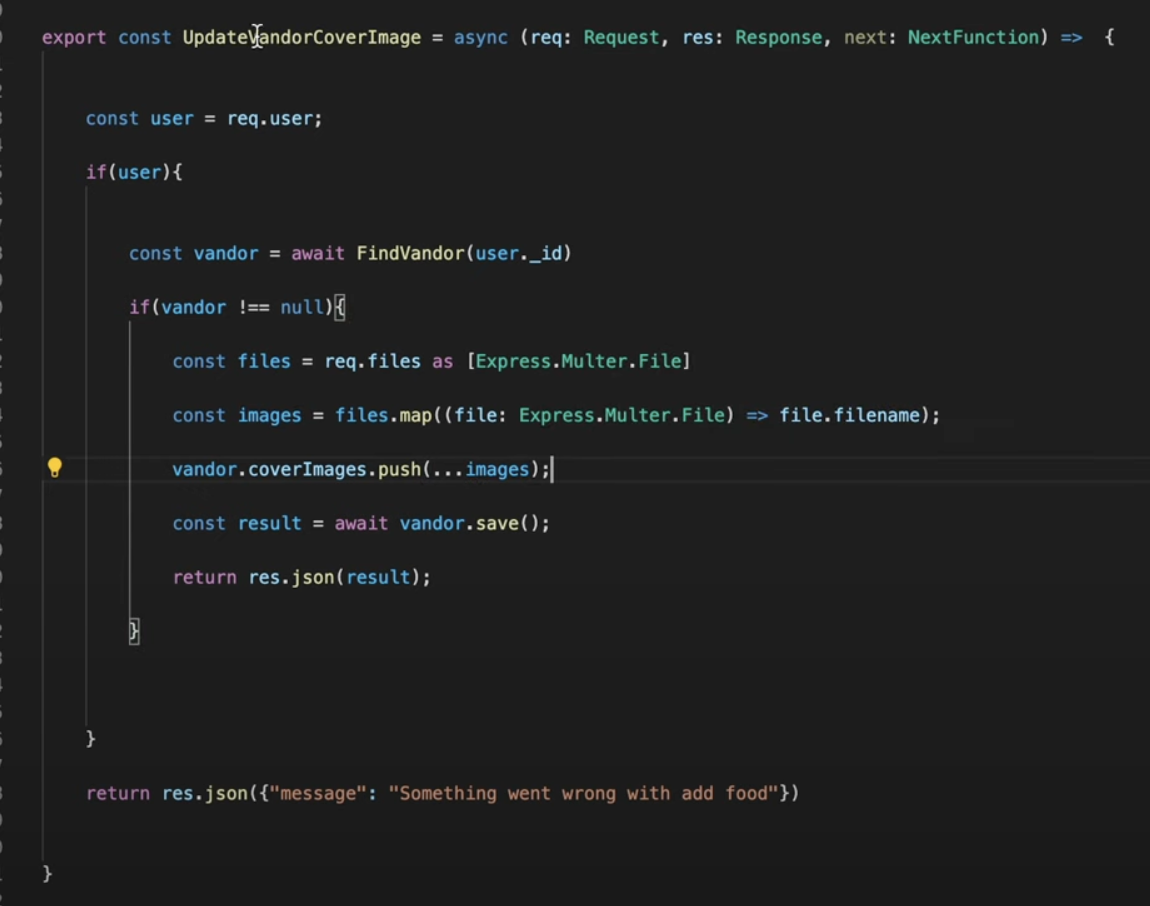 export const UpdateVandorCoverImage = async (req: Request, res: Response, next: NextFunction) => {
const user = req.user;
if(user){
const vandor = await FindVandor(user._id)
if(vandor !== null){
const files = req.files as [Express.Multer.File]
const images = files.map((file: Express.Multer.File) => file.filename);
vandor.coverImages.push(...images);
const result = await vandor.save();
return res.json(result);
}
}
return res.json({"message": "Something went wrong with add food"})
}